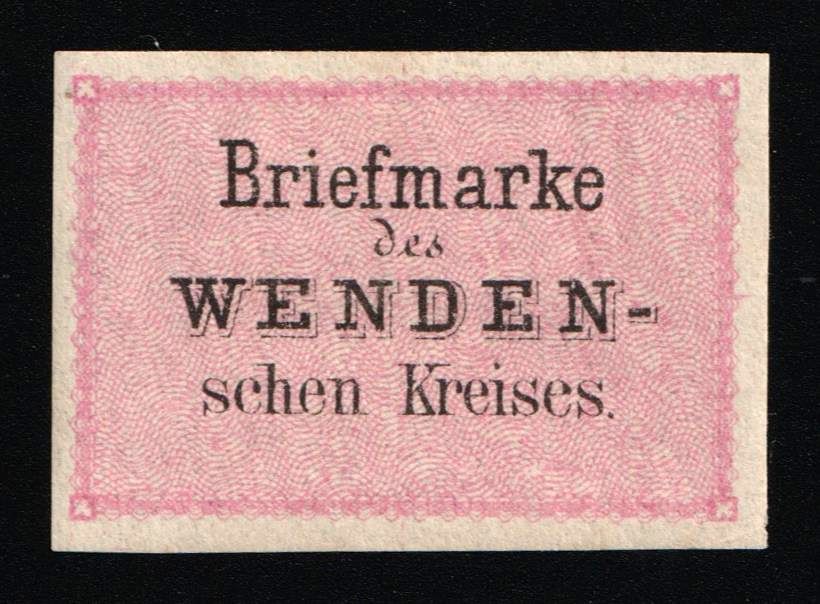 Briefmarke
des
WENDEN-
schen Kreises.